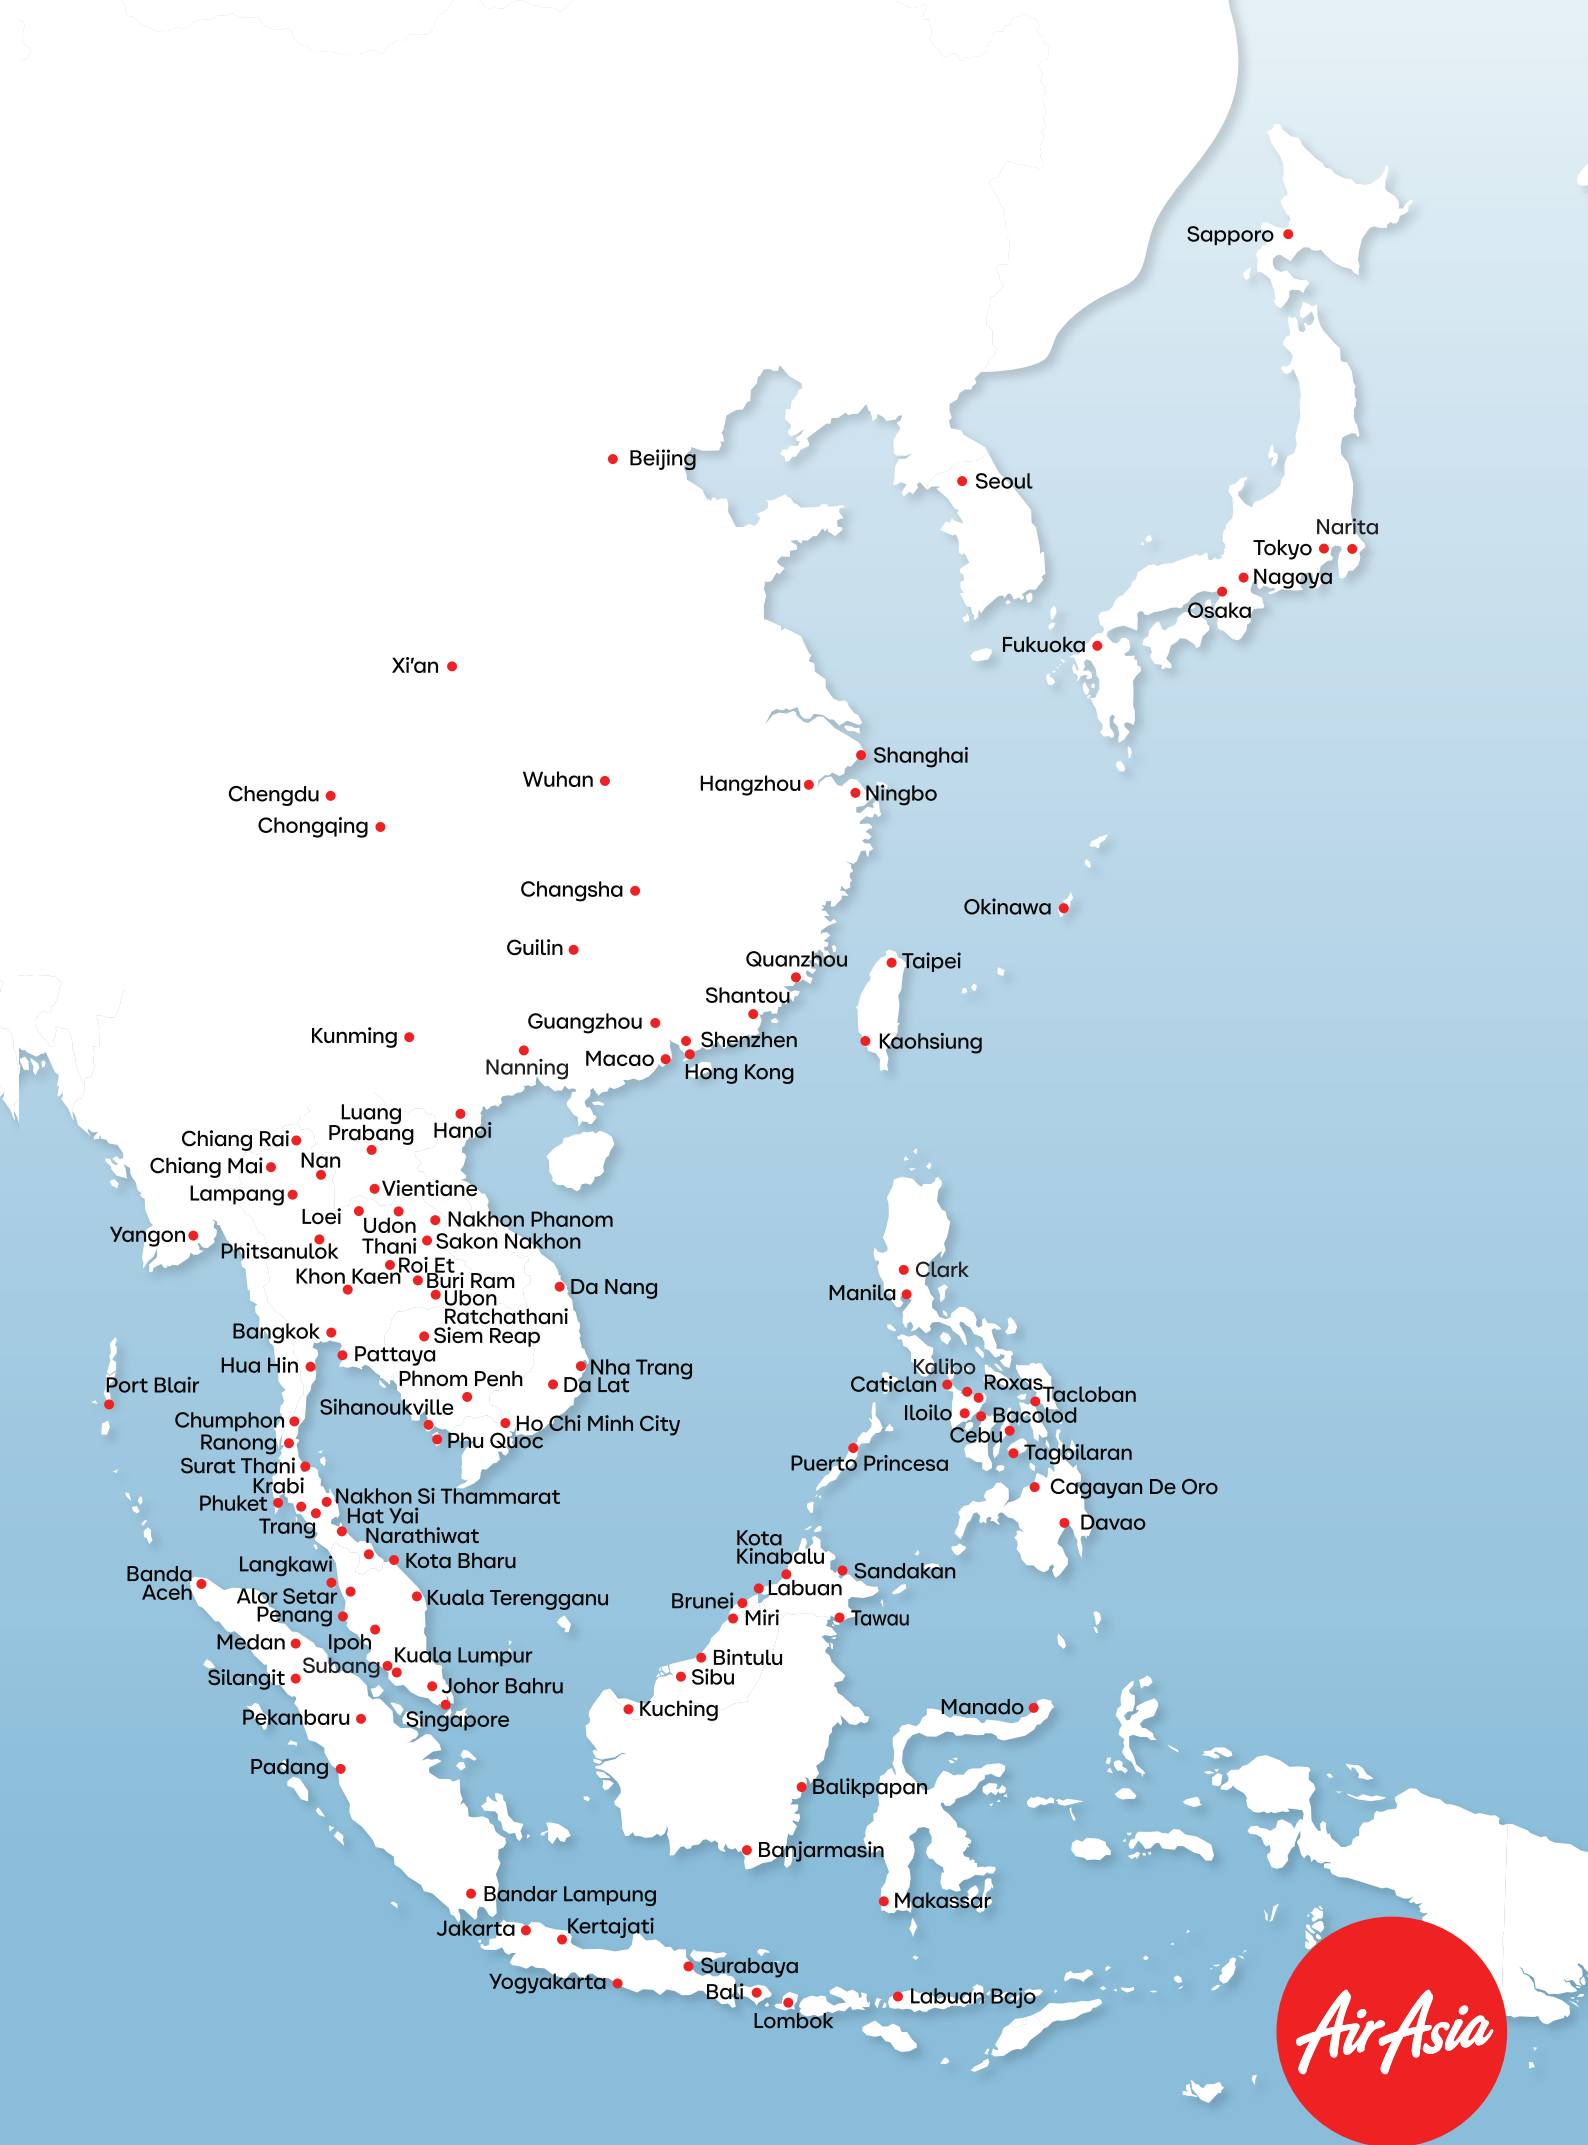 Sapporo
Beijing
Seoul
Narita
Tokyo
Nagoya
Osaka
Fukuoka
Xi'an
Shanghai
Wuhan
Hangzhou
Ningbo
Chengdu
Chongqing
Changsha
Okinawa
Guilin
Quanzhou
Taipei
Shantou
Guangzhou
Kunming
Shenzhen
Kaohsiung
Macao
Nanning
Hong Kong
Luang
Prabang
Hanoi
Chiang Rai
Nan
Chiang Mai
Lampang
Vientiane
Loei
Udon
Thani
Nakhon Phanom
Yangon
Sakon Nakhon
Phitsanulok
Roi Et
Khon Kaen
Buri Ram
Clark
Da Nang
Manila
Ubon
Ratchathani
Bangkok
Siem Reap
Pattaya
Hua Hin
Nha Trang
Kalibo
Phnom Penh
Da Lat
Port Blair
Caticlan
Roxas
Tacloban
Sihanoukville
Iloilo
Bacolod
Chumphon
Ho Chi Minh City
Cebu
Ranong
Phu Quoc
Tagbilaran
Surat Thani
Puerto Princesa
Krabi
Cagayan De Oro
Phuket
Nakhon Si Thammarat
Hat Yai
Trang
Davao
Narathiwat
Kota
Kinabalu
Langkawi
Kota Bharu
Banda
Aceh
Sandakan
Labuan
Alor Setar
Kuala Terengganu
Brunei
Penang
Miri
Tawau
Medan
Ipoh
Kuala Lumpur
Bintulu
Subang
Silangit
Sibu
Johor Bahru
Manado
Kuching
Pekanbaru
Singapore
Padang
Balikpapan
Banjarmasin
Bandar Lampung
Makassar
Jakarta
Kertajati
Surabaya
Yogyakarta
Bali
Labuan Bajo
Lombok
AirAsia